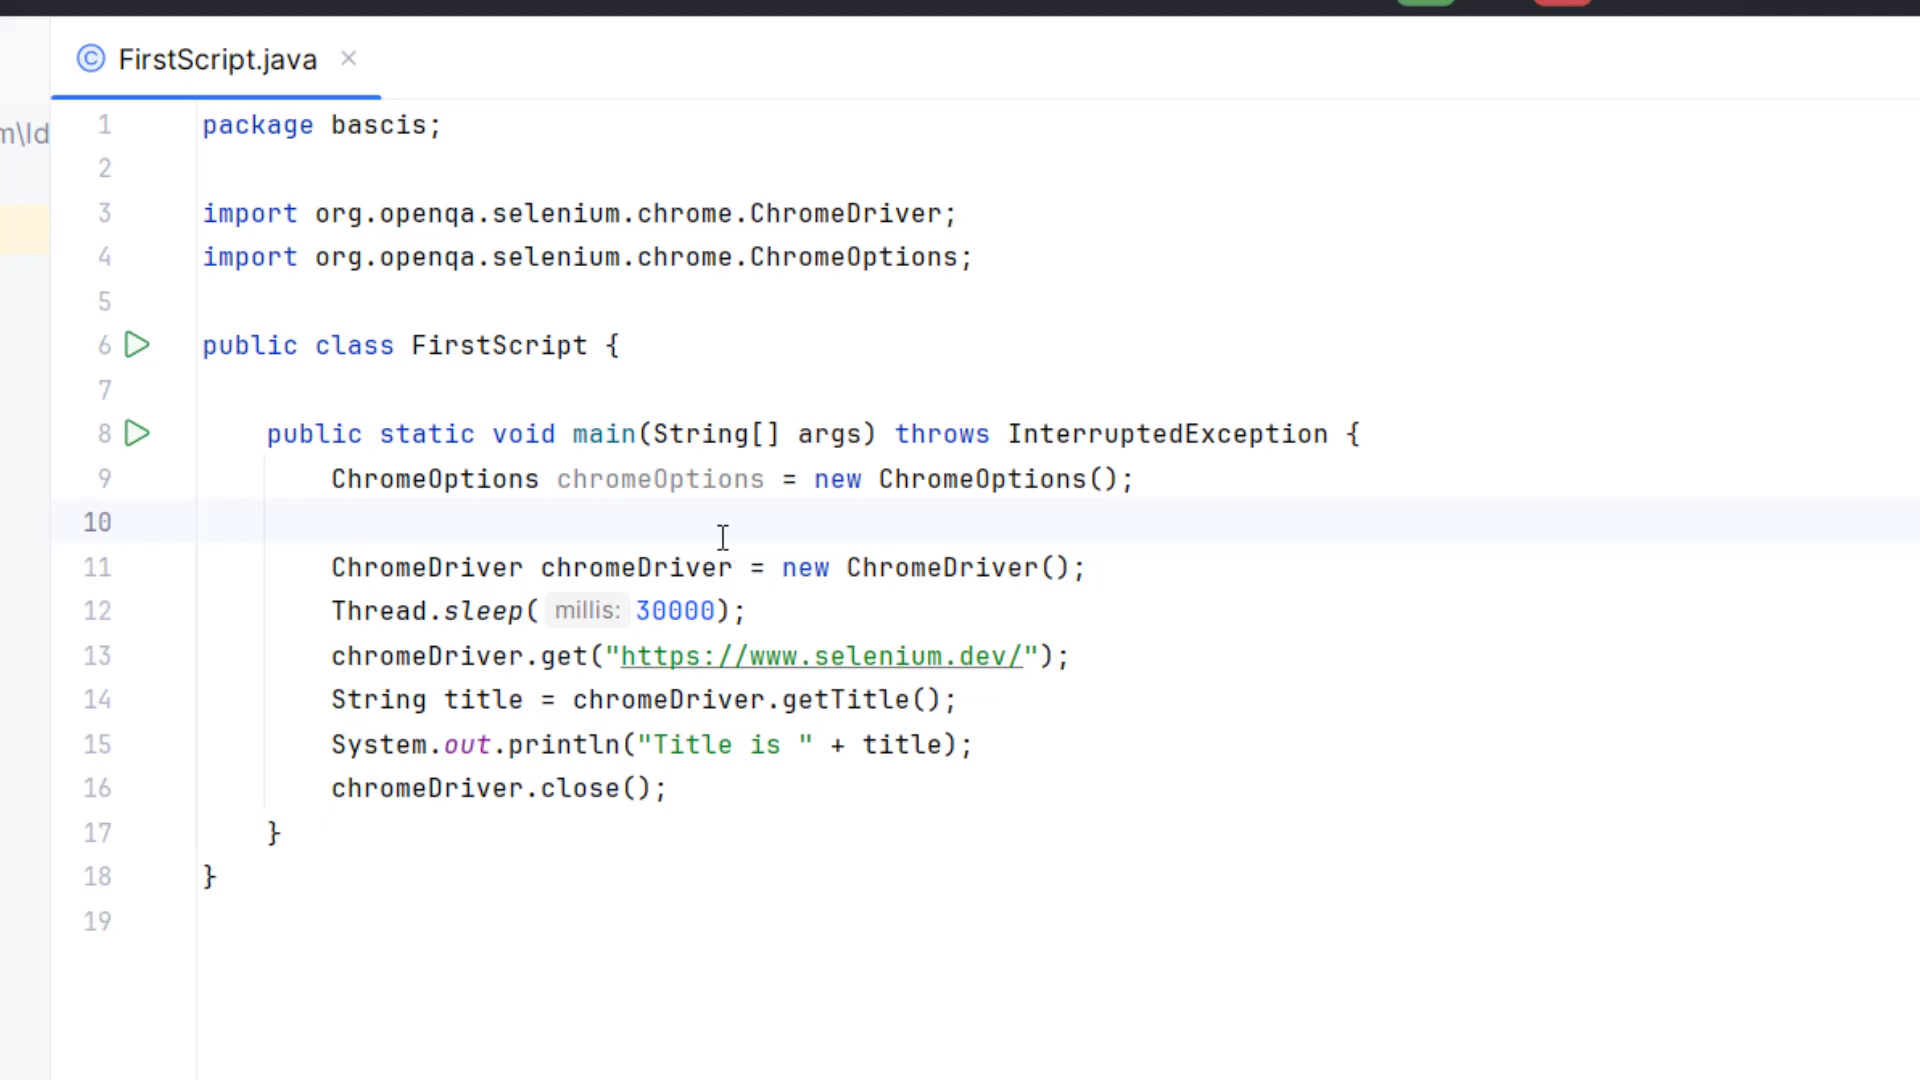 FirstScript.java
m\Id
1 package bascis;
2
3 import org.openqa.selenium.chrome.ChromeDriver;
4 import org.openqa.selenium.chrome.ChromeOptions;
5
6 public class FirstScript {
7
8 public static void main(String[] args) throws InterruptedException {
9 ChromeOptions chromeOptions = new ChromeOptions();
10
11 ChromeDriver chromeDriver = new ChromeDriver();
12 Thread.sleep( millis: 30000);
13 chromeDriver.get("https://www.selenium.dev/");
14 String title = chromeDriver.getTitle();
15 System.out.println("Title is " + title);
16 chromeDriver.close();
17 }
18 }
19